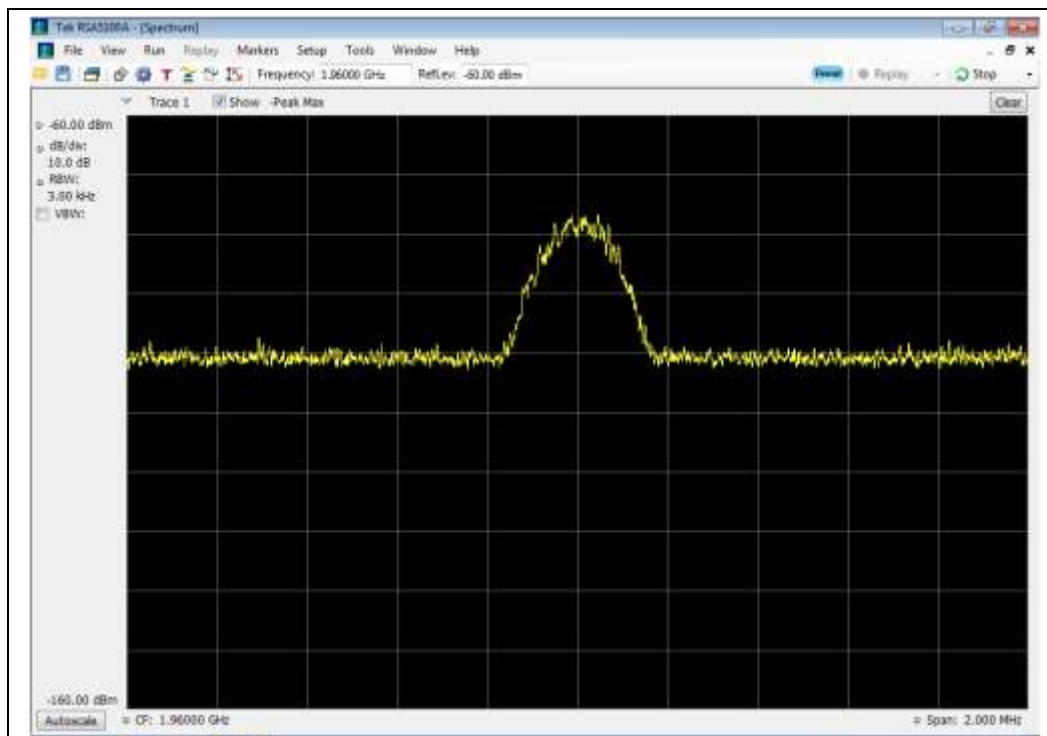 Tek RSA5100A - [Spectrum]
File View Run Replay Markers Setup Tools Window Help
Frequency: 1.96000 GHz RefLev: -60.00 dBm Preset Replay Stop
Trace 1 Show -Peak Max Clear
-60.00 dBm
dB/div:
10.0 dB
RBW:
3.00 kHz
VBW:
-160.00 dBm
Autoscale CF: 1.96000 GHz Span: 2.000 MHz